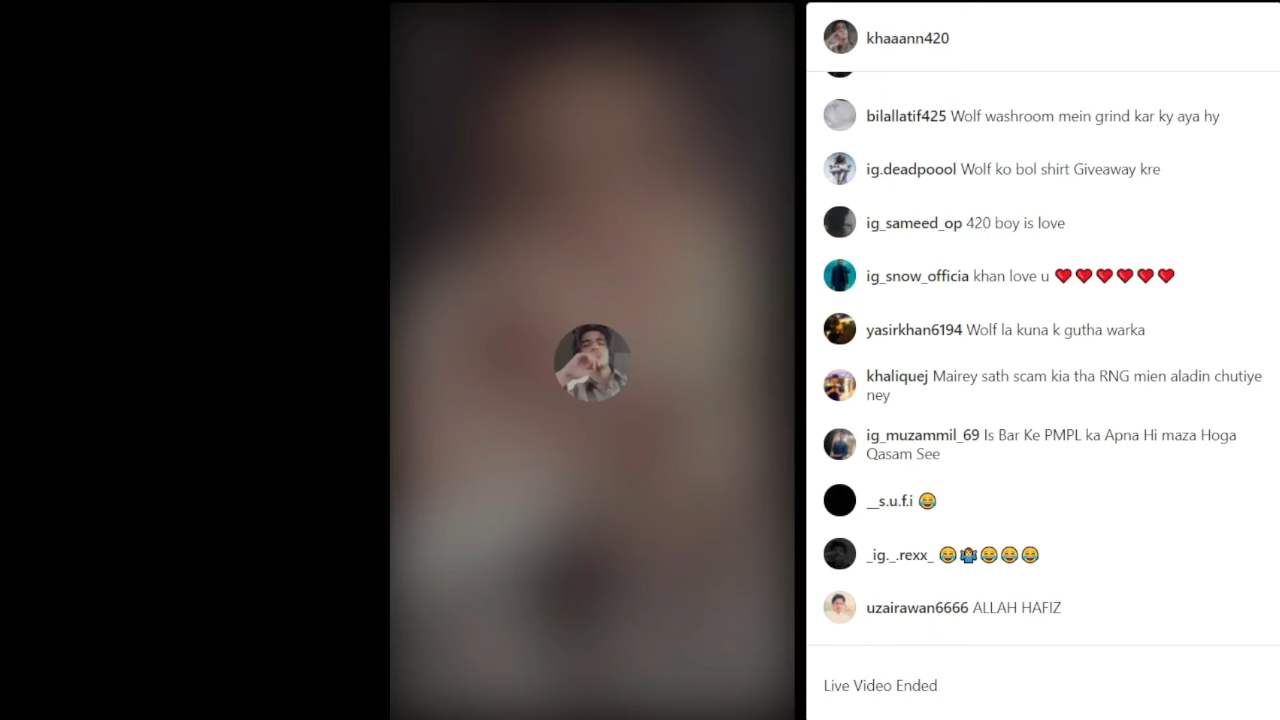 khaaann420
bilallatif425 Wolf washroom mein grind kar ky aya hy
ig.deadpoool Wolf ko bol shirt Giveaway kre
ig_sameed_op 420 boy is love
ig_snow_officia khan love u ❤️❤️❤️❤️❤️❤️
yasirkhan6194 Wolf la kuna k gutha warka
khaliquej Mairey sath scam kia tha RNG mien aladin chutiye
ney
ig_muzammil_69 Is Bar Ke PMPL ka Apna Hi maza Hoga
Qasam See
__s.u.f.i 😂
_ig._.rexx_ 😂🤷😂😂😂
uzairawan6666 ALLAH HAFIZ
Live Video Ended